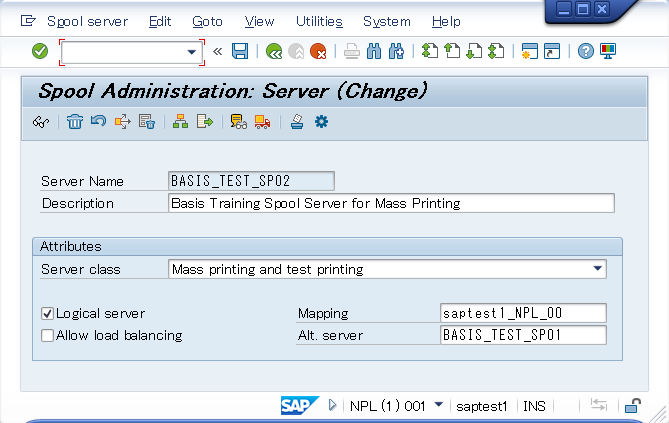 Spool server Edit Goto View Utilities System Help
Spool Administration: Server (Change)
Server Name BASIS_TEST_SP02
Description Basis Training Spool Server for Mass Printing
Attributes
Server class Mass printing and test printing
Logical server Mapping saptest1_NPL_00
Allow load balancing Alt. server BASIS_TEST_SP01
SAP NPL (1) 001 saptest1 INS